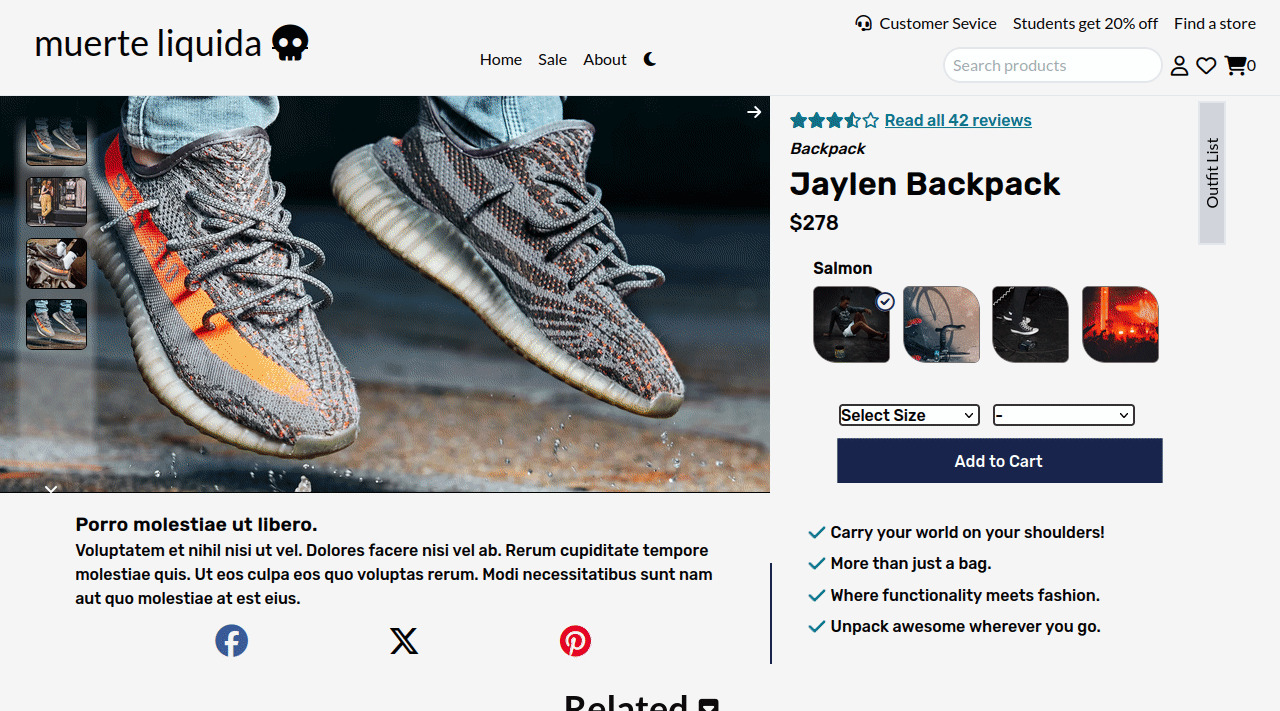 muerte liquida
Customer Sevice Students get 20% off Find a store
Home Sale About
Search products
0
Read all 42 reviews
Backpack
Jaylen Backpack
$278
Outfit List
Salmon
Select Size
-
Add to Cart
Porro molestiae ut libero.
Voluptatem et nihil nisi ut vel. Dolores facere nisi vel ab. Rerum cupiditate tempore
molestiae quis. Ut eos culpa eos quo voluptas rerum. Modi necessitatibus sunt nam
aut quo molestiae at est eius.
Carry your world on your shoulders!
More than just a bag.
Where functionality meets fashion.
Unpack awesome wherever you go.
Related